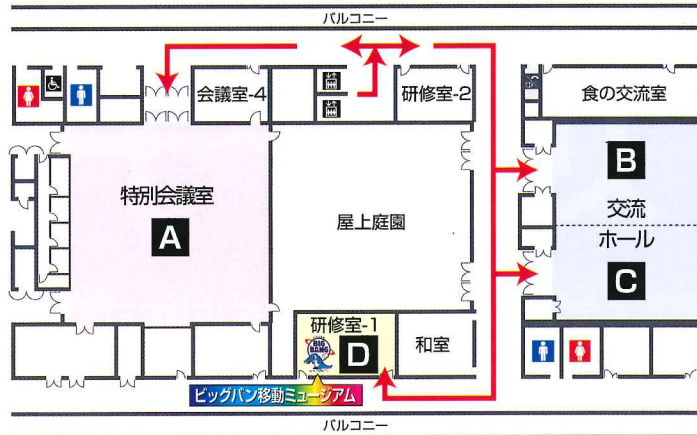 バルコニー
会議室-4
研修室-2
食の交流室
特別会議室
A
屋上庭園
B
交流
ホール
C
研修室-1
BIG BANG
D
和室
ビッグバン移動ミュージアム
バルコニー